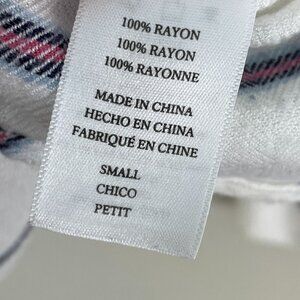 100% RAYON
100% RAYON
100% RAYONNE
MADE IN CHINA
HECHO EN CHINA
FABRIQUÉ EN CHINE
SMALL
CHICO
PETIT